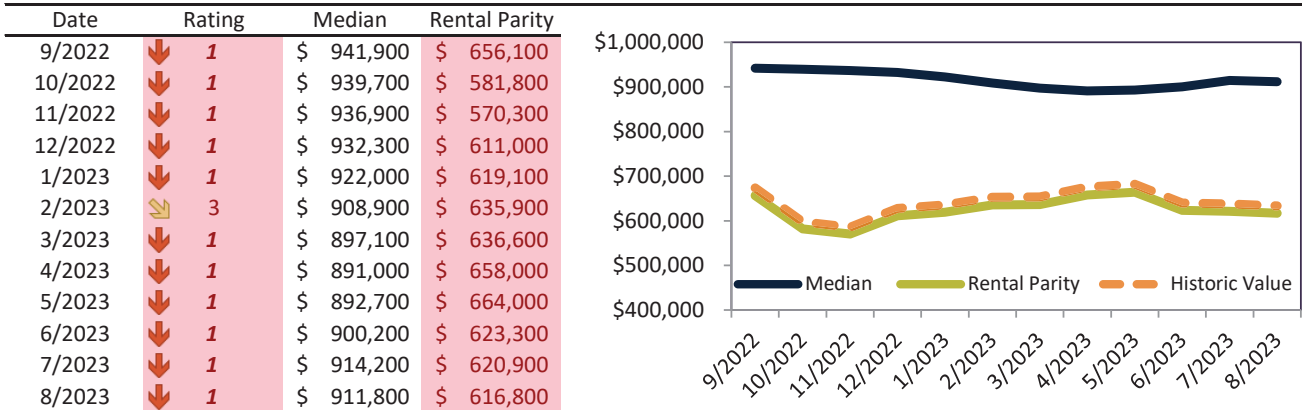 Date Rating Median Rental Parity
9/2022 1 $ 941,900 $ 656,100
10/2022 1 $ 939,700 $ 581,800
11/2022 1 $ 936,900 $ 570,300
12/2022 1 $ 932,300 $ 611,000
1/2023 1 $ 922,000 $ 619,100
2/2023 3 $ 908,900 $ 635,900
3/2023 1 $ 897,100 $ 636,600
4/2023 1 $ 891,000 $ 658,000
5/2023 1 $ 892,700 $ 664,000
6/2023 1 $ 900,200 $ 623,300
7/2023 1 $ 914,200 $ 620,900
8/2023 1 $ 911,800 $ 616,800
$1,000,000
$900,000
$800,000
$700,000
$600,000
$500,000
$400,000
Median Rental Parity Historic Value
9/2022 10/2022 11/2022 12/2022 1/2023 2/2023 3/2023 4/2023 5/2023 6/2023 7/2023 8/2023